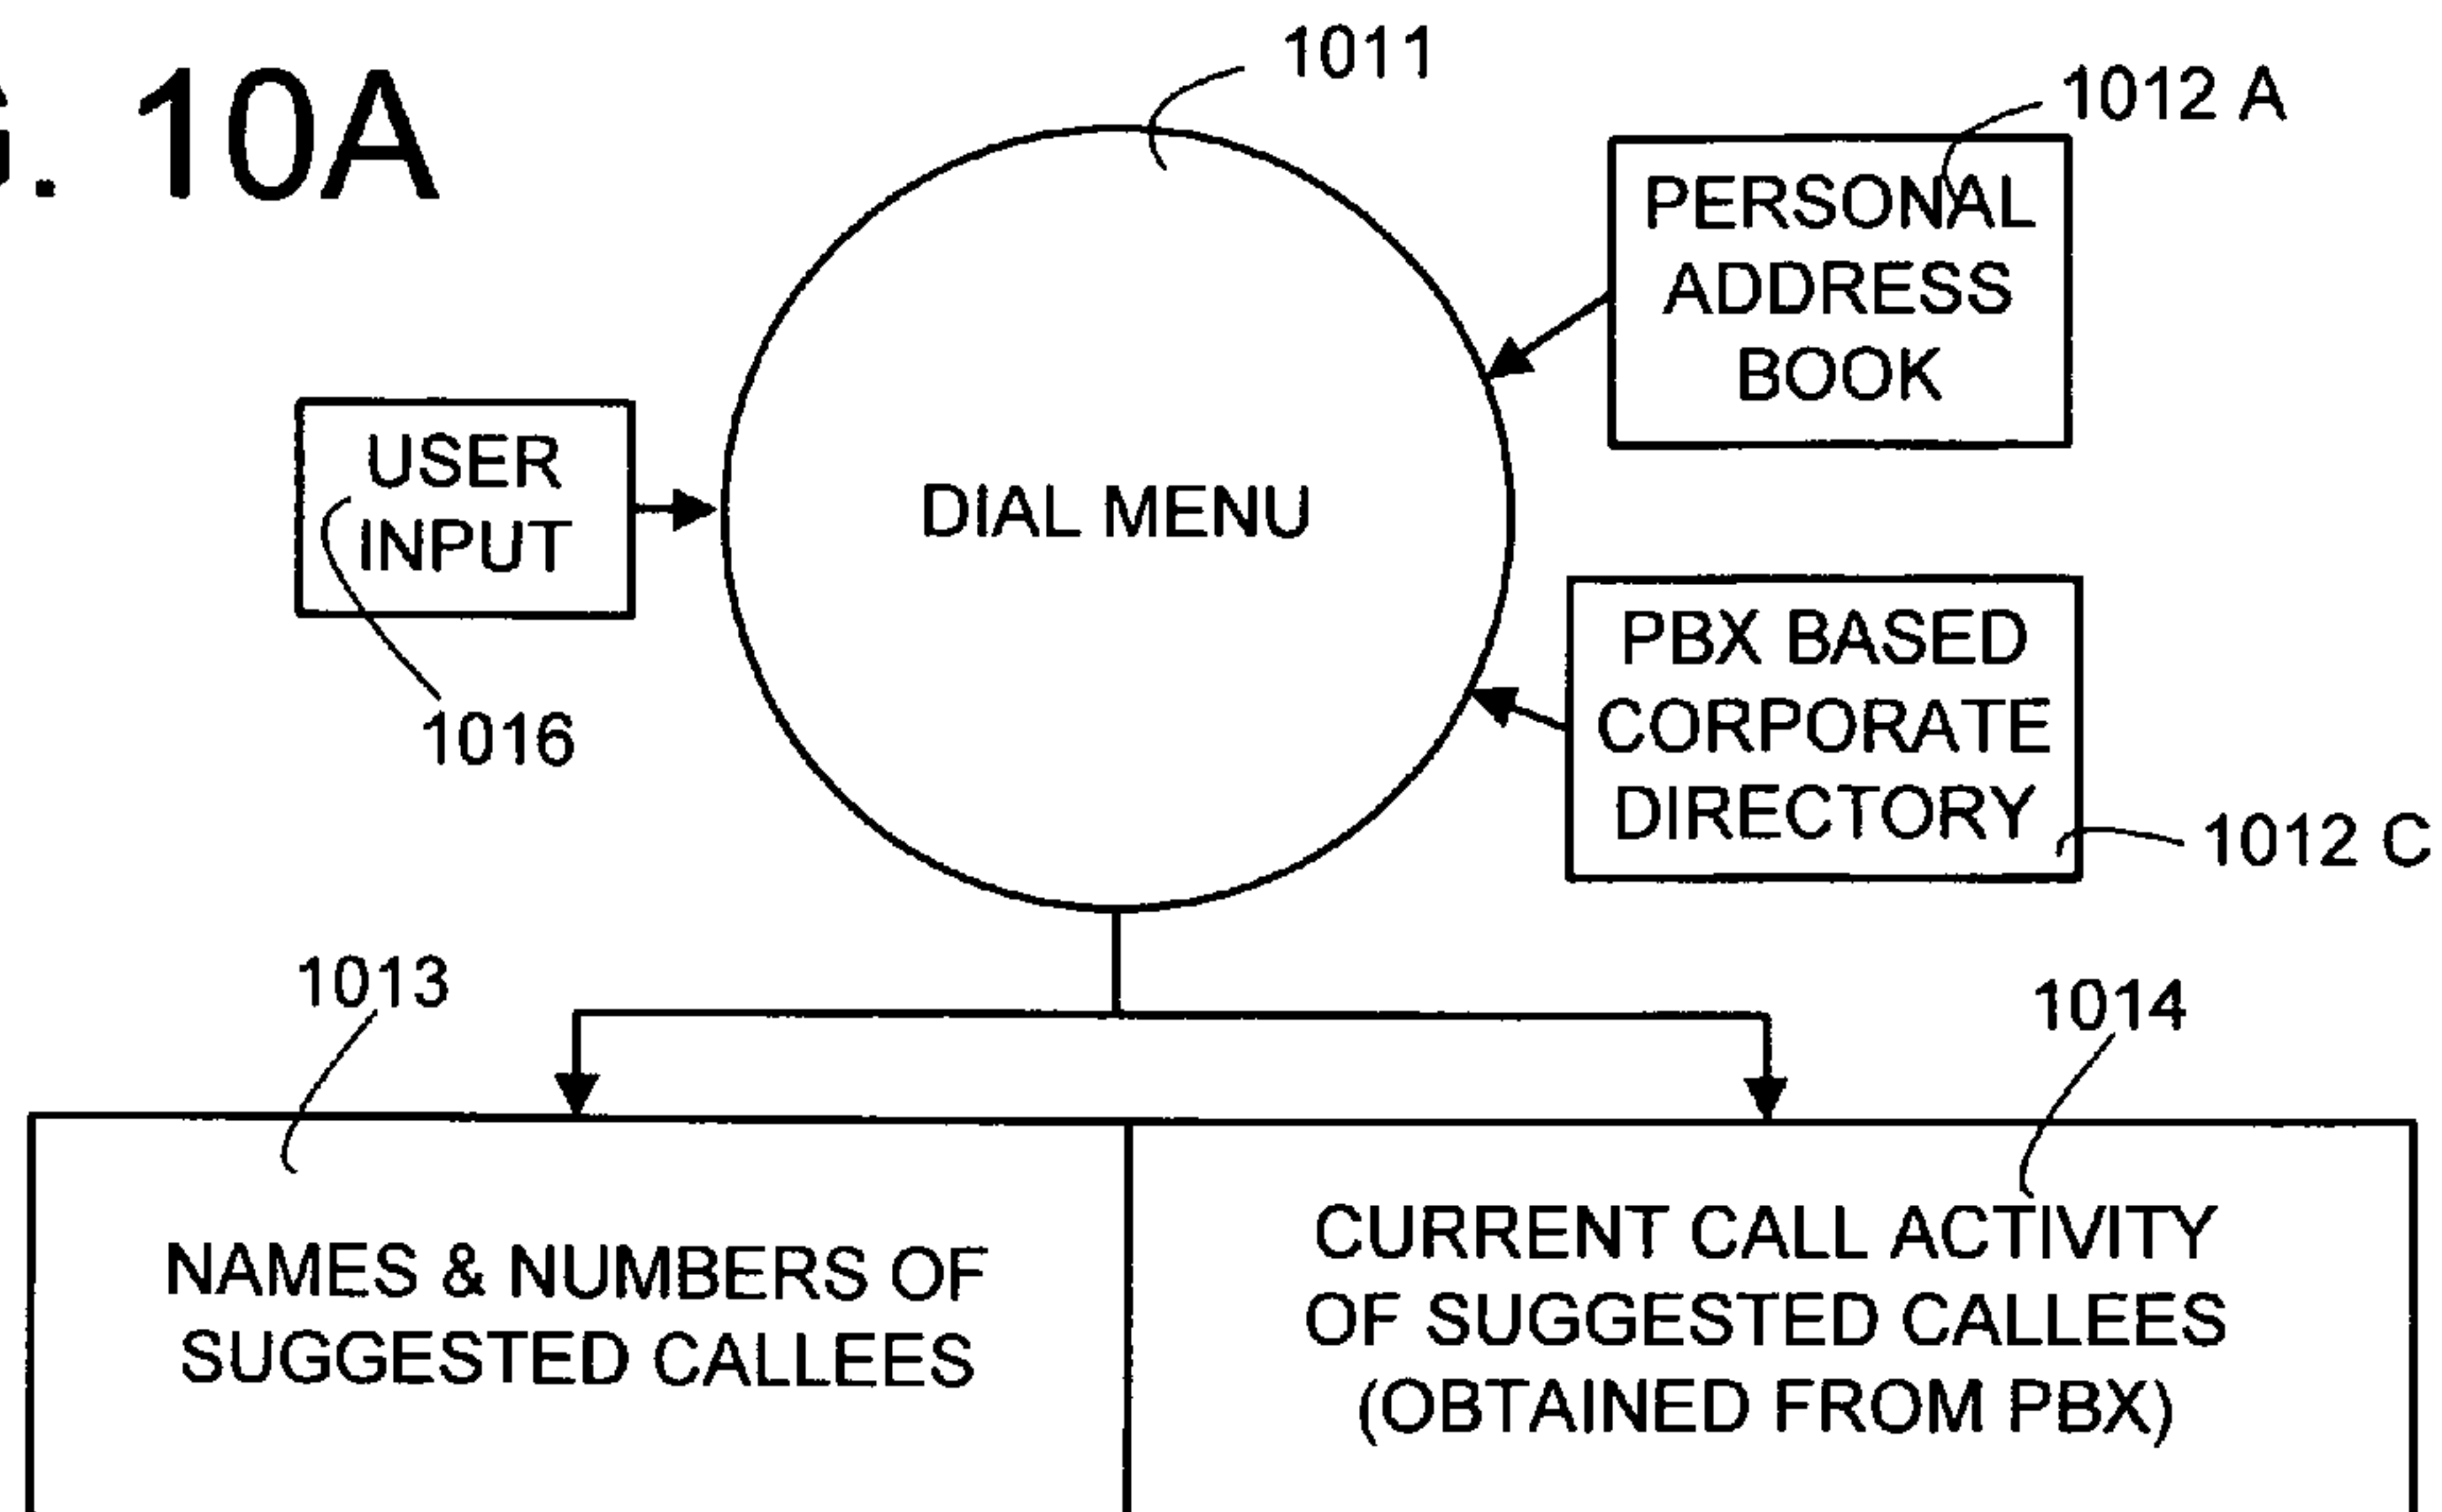 G. 10A
1011
1012 A
PERSONAL
ADDRESS
BOOK
USER
INPUT
1016
DIAL MENU
PBX BASED
CORPORATE
DIRECTORY
1012 C
1013
1014
NAMES & NUMBERS OF
SUGGESTED CALLEES
CURRENT CALL ACTIVITY
OF SUGGESTED CALLEES
(OBTAINED FROM PBX)